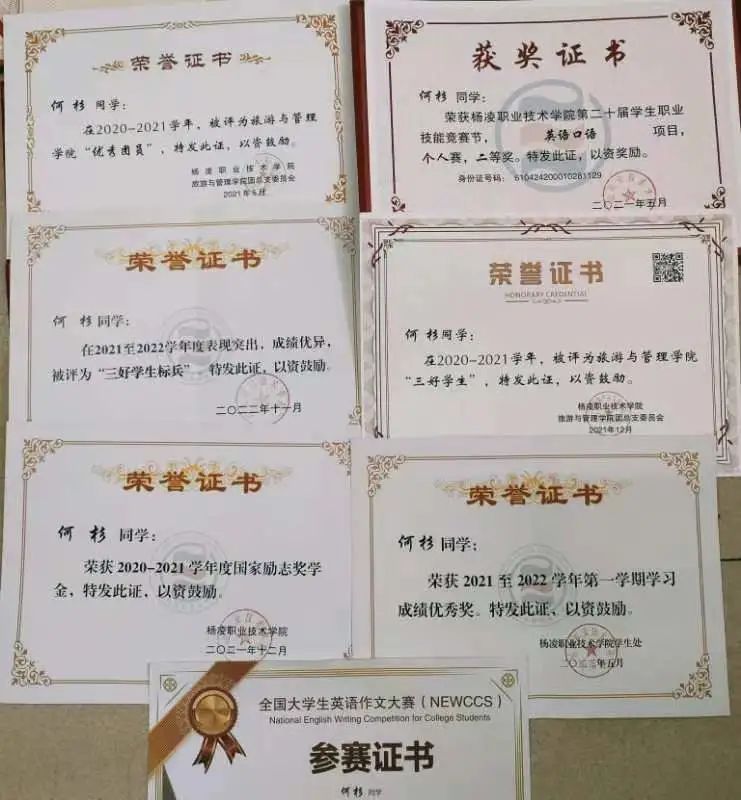 荣誉证书
何杉 同学：
在2020-2021学年，被评为旅游与管理
学院“优秀团员”，特发此证，以资鼓励。
杨凌职业技术学院
旅游与管理学院团总支委员会
2021年5月
获奖证书
何杉 同学：
荣获杨凌职业技术学院第二十届学生职业
技能竞赛节， 英语口语 项目，
个人赛，二等奖。特发此证，以资奖励。
身份证号码：610424200010281129
二〇二一年五月
荣誉证书
何 杉同学：
在2021至2022学年度表现突出，成绩优异，
被评为“三好学生标兵” 特发此证，以资鼓励。
二〇二二年十一月
荣誉证书
HONORARY CREDENTIAL
何 杉同学：
在2020-2021学年，被评为旅游与管理学院
“三好学生”，特发此证，以资鼓励。
杨凌职业技术学院
旅游与管理学院团总支委员会
2021年12月
荣誉证书
何杉 同学：
荣获 2020-2021 学年度国家励志奖学
金，特发此证，以资鼓励。
杨凌职业技术学院
二〇二一年十二月
荣誉证书
何杉同学：
荣获 2021 至 2022 学年第一学期学习
成绩优秀奖。特发此证，以资鼓励。
杨凌职业技术学院学生处
二〇二二年五月
全国大学生英语作文大赛（NEWCCS）
National English Writing Competition for College Students
参赛证书
何杉 同学